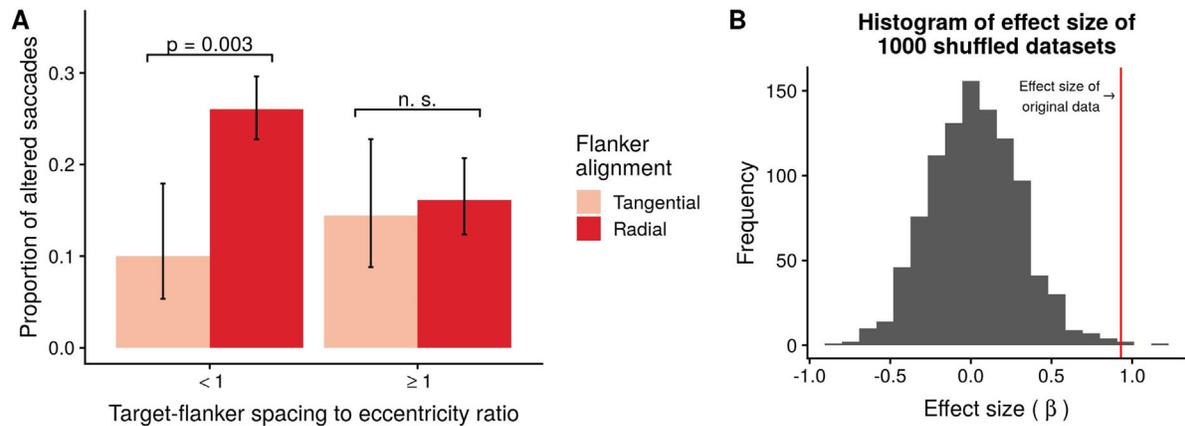 A
Proportion of altered saccades
0.3
0.2
0.1
0.0
p = 0.003
n. s.
< 1
≥ 1
Target-flanker spacing to eccentricity ratio
Flanker
alignment
Tangential
Radial
B
Histogram of effect size of
1000 shuffled datasets
Frequency
150
100
50
0
Effect size of
original data →
-1.0
-0.5
0.0
0.5
1.0
Effect size ( β )